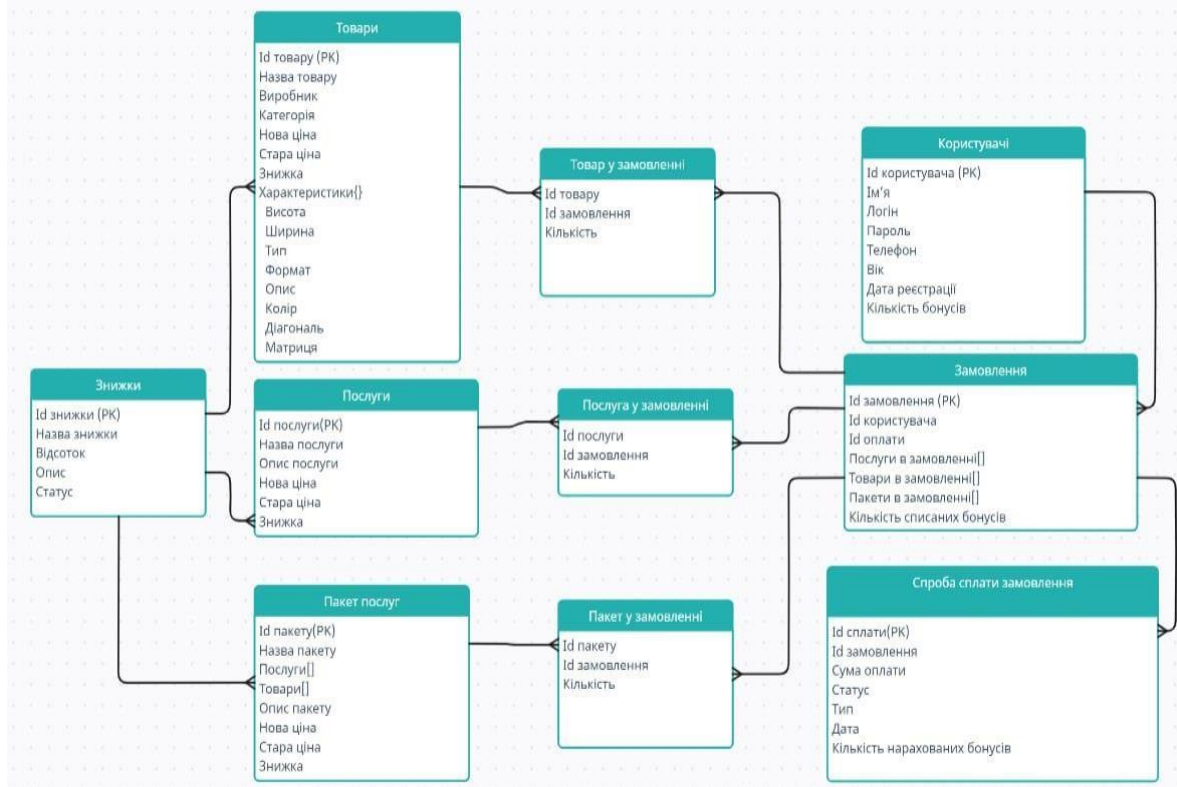 Товари
Id товару (PK)
Назва товару
Виробник
Категорія
Нова ціна
Стара ціна
Знижка
Характеристики{}
Висота
Ширина
Тип
Формат
Опис
Колір
Діагональ
Матриця
Товар у замовленні
Id товару
Id замовлення
Кількість
Користувачі
Id користувача (PK)
Ім'я
Логін
Пароль
Телефон
Вік
Дата реєстрації
Кількість бонусів
Знижки
Id знижки (PK)
Назва знижки
Відсоток
Опис
Статус
Послуги
Id послуги(PK)
Назва послуги
Опис послуги
Нова ціна
Стара ціна
Знижка
Послуга у замовленні
Id послуги
Id замовлення
Кількість
Замовлення
Id замовлення (PK)
Id користувача
Id оплати
Послуги в замовленні[]
Товари в замовленні[]
Пакети в замовленні[]
Кількість списаних бонусів
Пакет послуг
Id пакету(PK)
Назва пакету
Послуги[]
Товари[]
Опис пакету
Нова ціна
Стара ціна
Знижка
Пакет у замовленні
Id пакету
Id замовлення
Кількість
Спроба сплати замовлення
Id сплати(PK)
Id замовлення
Сума оплати
Статус
Тип
Дата
Кількість нарахованих бонусів